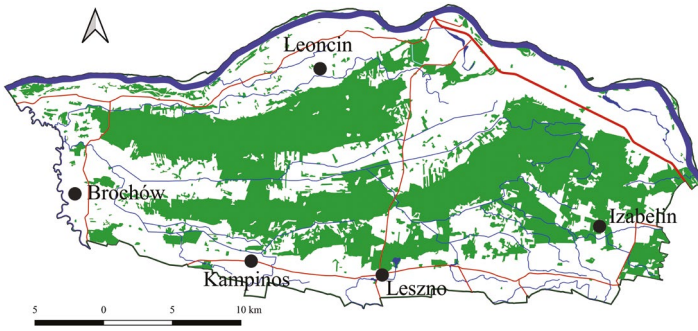 Leoncin
Brochów
Izabelin
Kampinos
Leszno
5 0 5 10 km